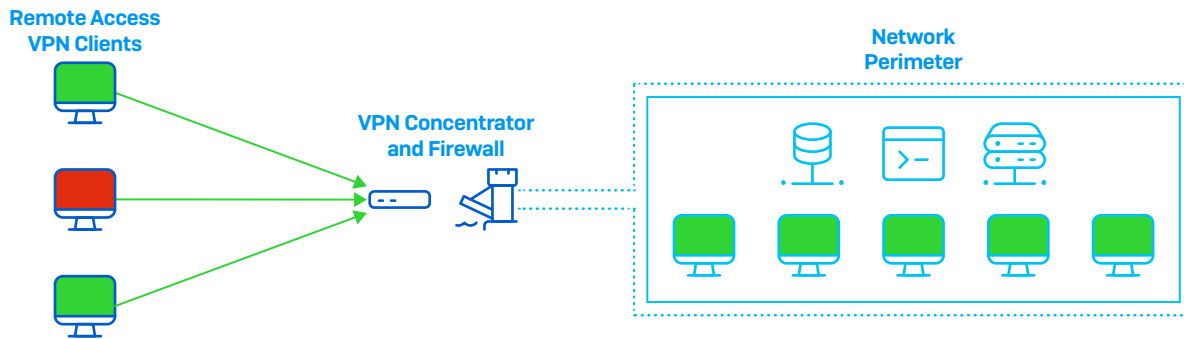 Remote Access
VPN Clients
VPN Concentrator
and Firewall
Network
Perimeter